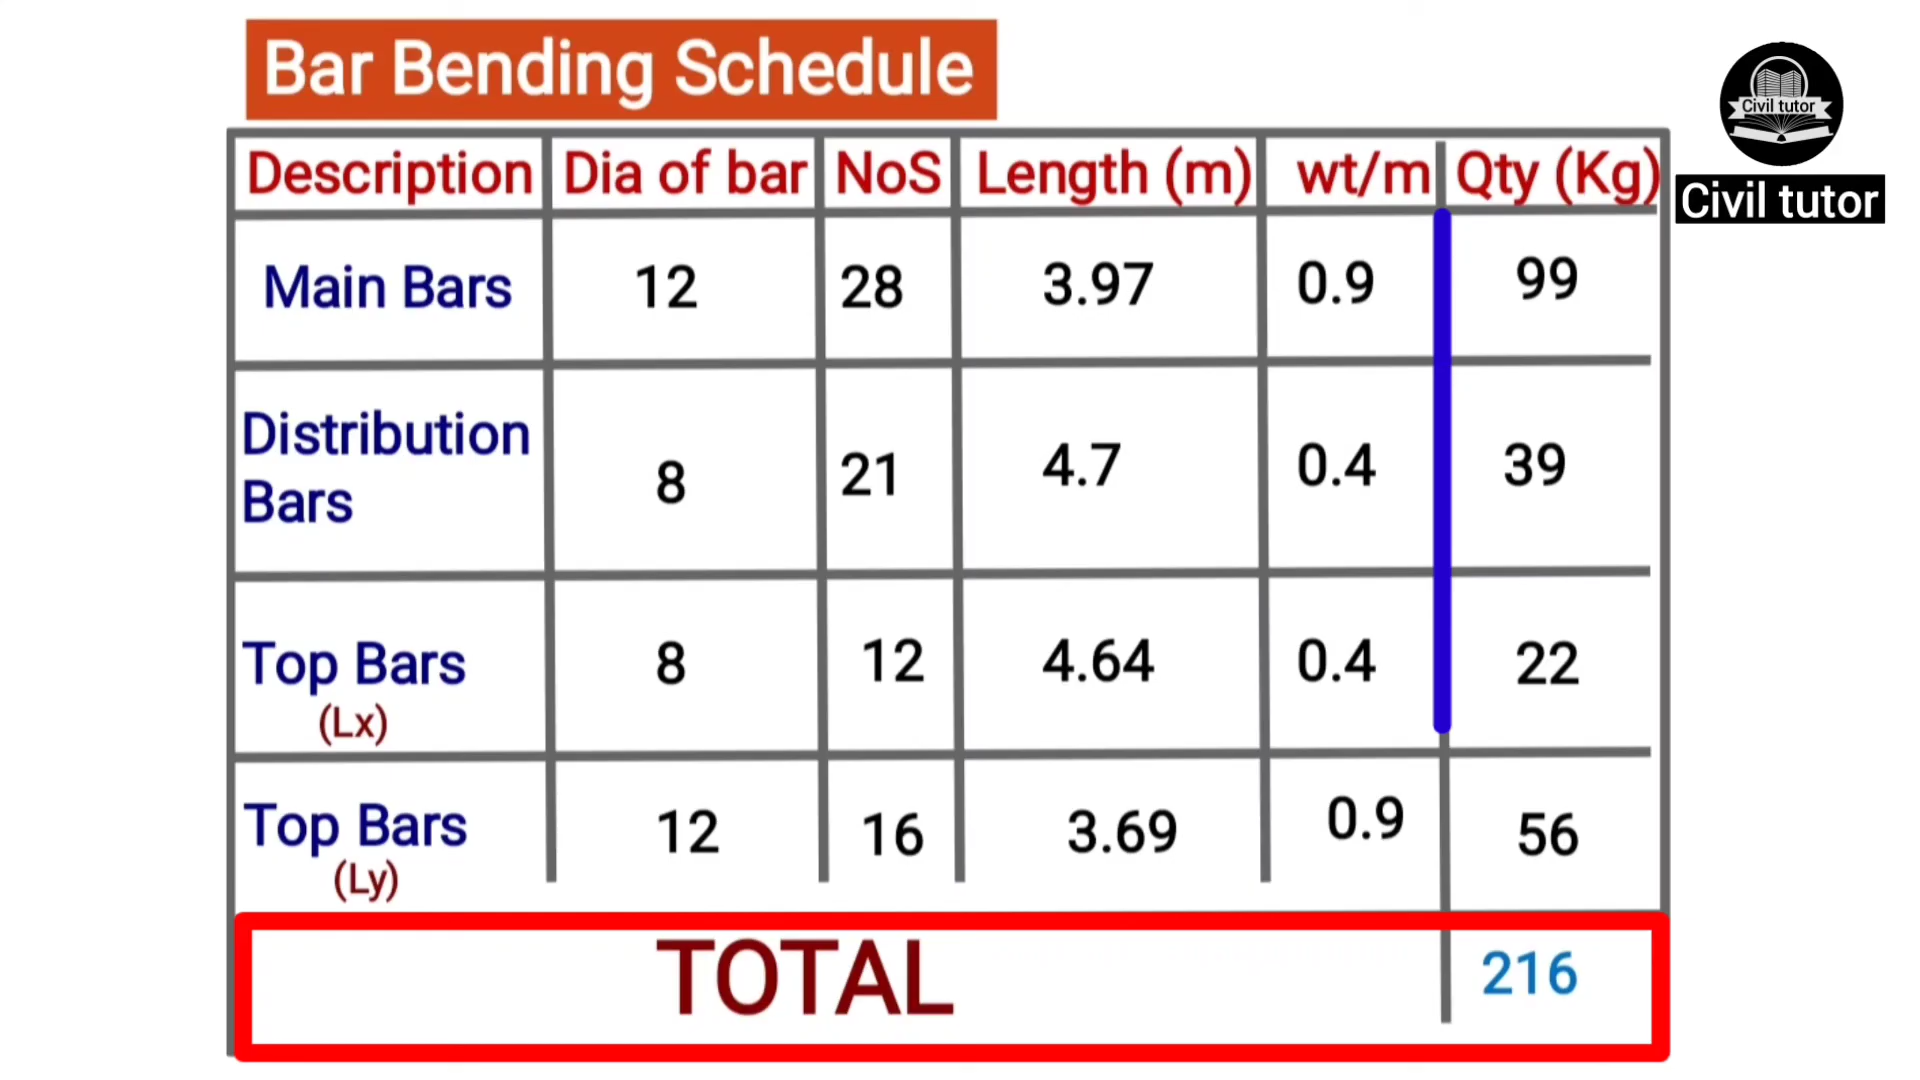 Bar Bending Schedule
Civil tutor
Civil tutor
Description Dia of bar NoS Length (m) wt/m Qty (Kg)
Main Bars 12 28 3.97 0.9 99
Distribution
Bars 8 21 4.7 0.4 39
Top Bars 8 12 4.64 0.4 22
(Lx)
Top Bars 12 16 3.69 0.9 56
(Ly)
TOTAL 216